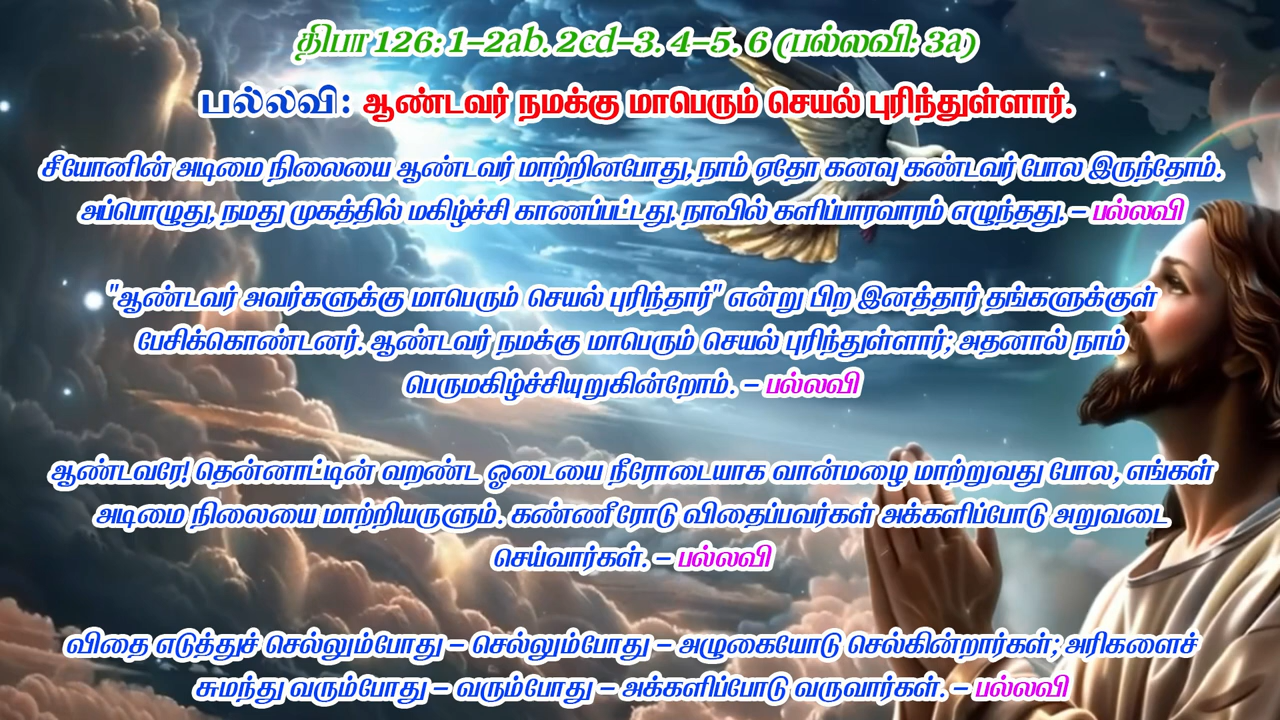 திபா 126: 1-2ab. 2cd-3. 4-5. 6 (பல்லவி: 3a)
பல்லவி: ஆண்டவர் நமக்கு மாபெரும் செயல் புரிந்துள்ளார்.
சீயோனின் அடிமை நிலையை ஆண்டவர் மாற்றினபோது, நாம் ஏதோ கனவு கண்டவர் போல இருந்தோம்.
அப்பொழுது, நமது முகத்தில் மகிழ்ச்சி காணப்பட்டது. நாவில் களிப்பாரவாரம் எழுந்தது. – பல்லவி
"ஆண்டவர் அவர்களுக்கு மாபெரும் செயல் புரிந்தார்" என்று பிற இனத்தார் தங்களுக்குள்
பேசிக்கொண்டனர். ஆண்டவர் நமக்கு மாபெரும் செயல் புரிந்துள்ளார்; அதனால் நாம்
பெருமகிழ்ச்சியுறுகின்றோம். – பல்லவி
ஆண்டவரே! தென்னாட்டின் வறண்ட ஓடையை நீரோடையாக வான்மழை மாற்றுவது போல, எங்கள்
அடிமை நிலையை மாற்றியருளும். கண்ணீரோடு விதைப்பவர்கள் அக்களிப்போடு அறுவடை
செய்வார்கள். – பல்லவி
விதை எடுத்துச் செல்லும்போது – செல்லும்போது – அழுகையோடு செல்கின்றார்கள்; அரிகளைச்
சுமந்து வரும்போது – வரும்போது – அக்களிப்போடு வருவார்கள். – பல்லவி